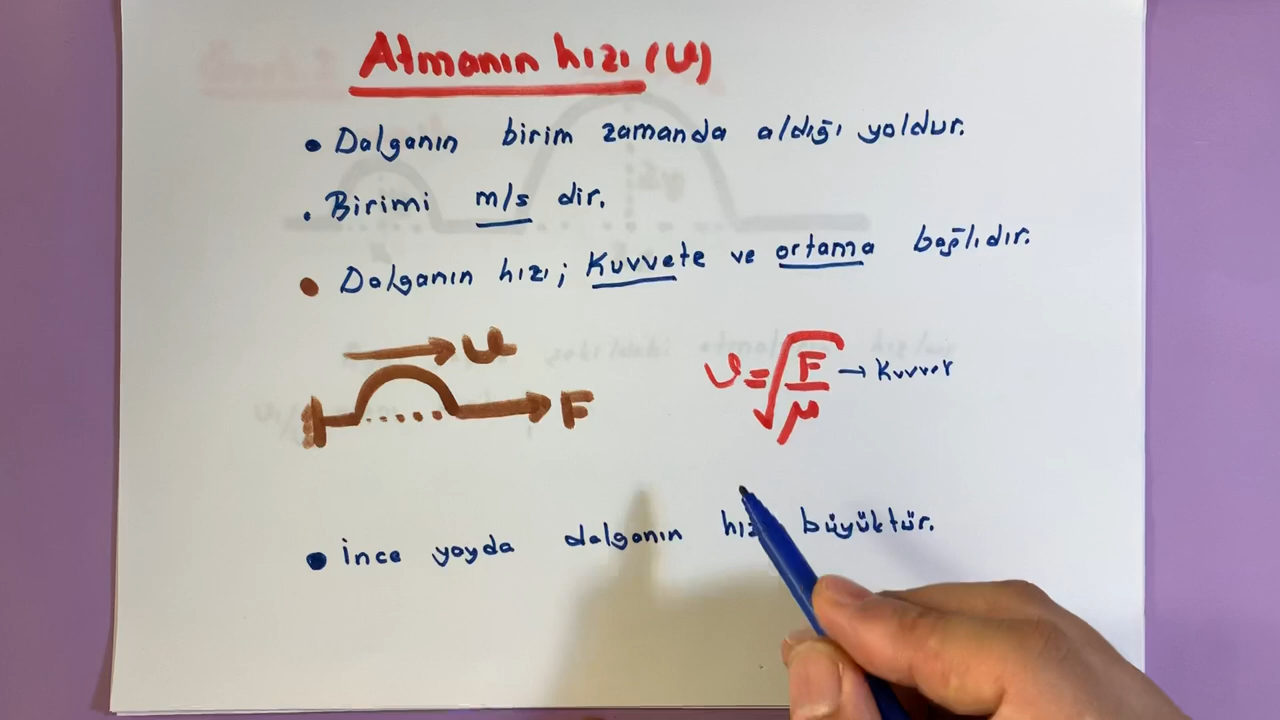 Atmanın hızı (υ)
• Dalganın birim zamanda aldığı yoldur.
• Birimi m/s dir.
• Dalganın hızı; Kuvvete ve ortama bağlıdır.
υ
F
υ = √F/μ → Kuvvet
• İnce yayda dalganın hızı büyüktür.